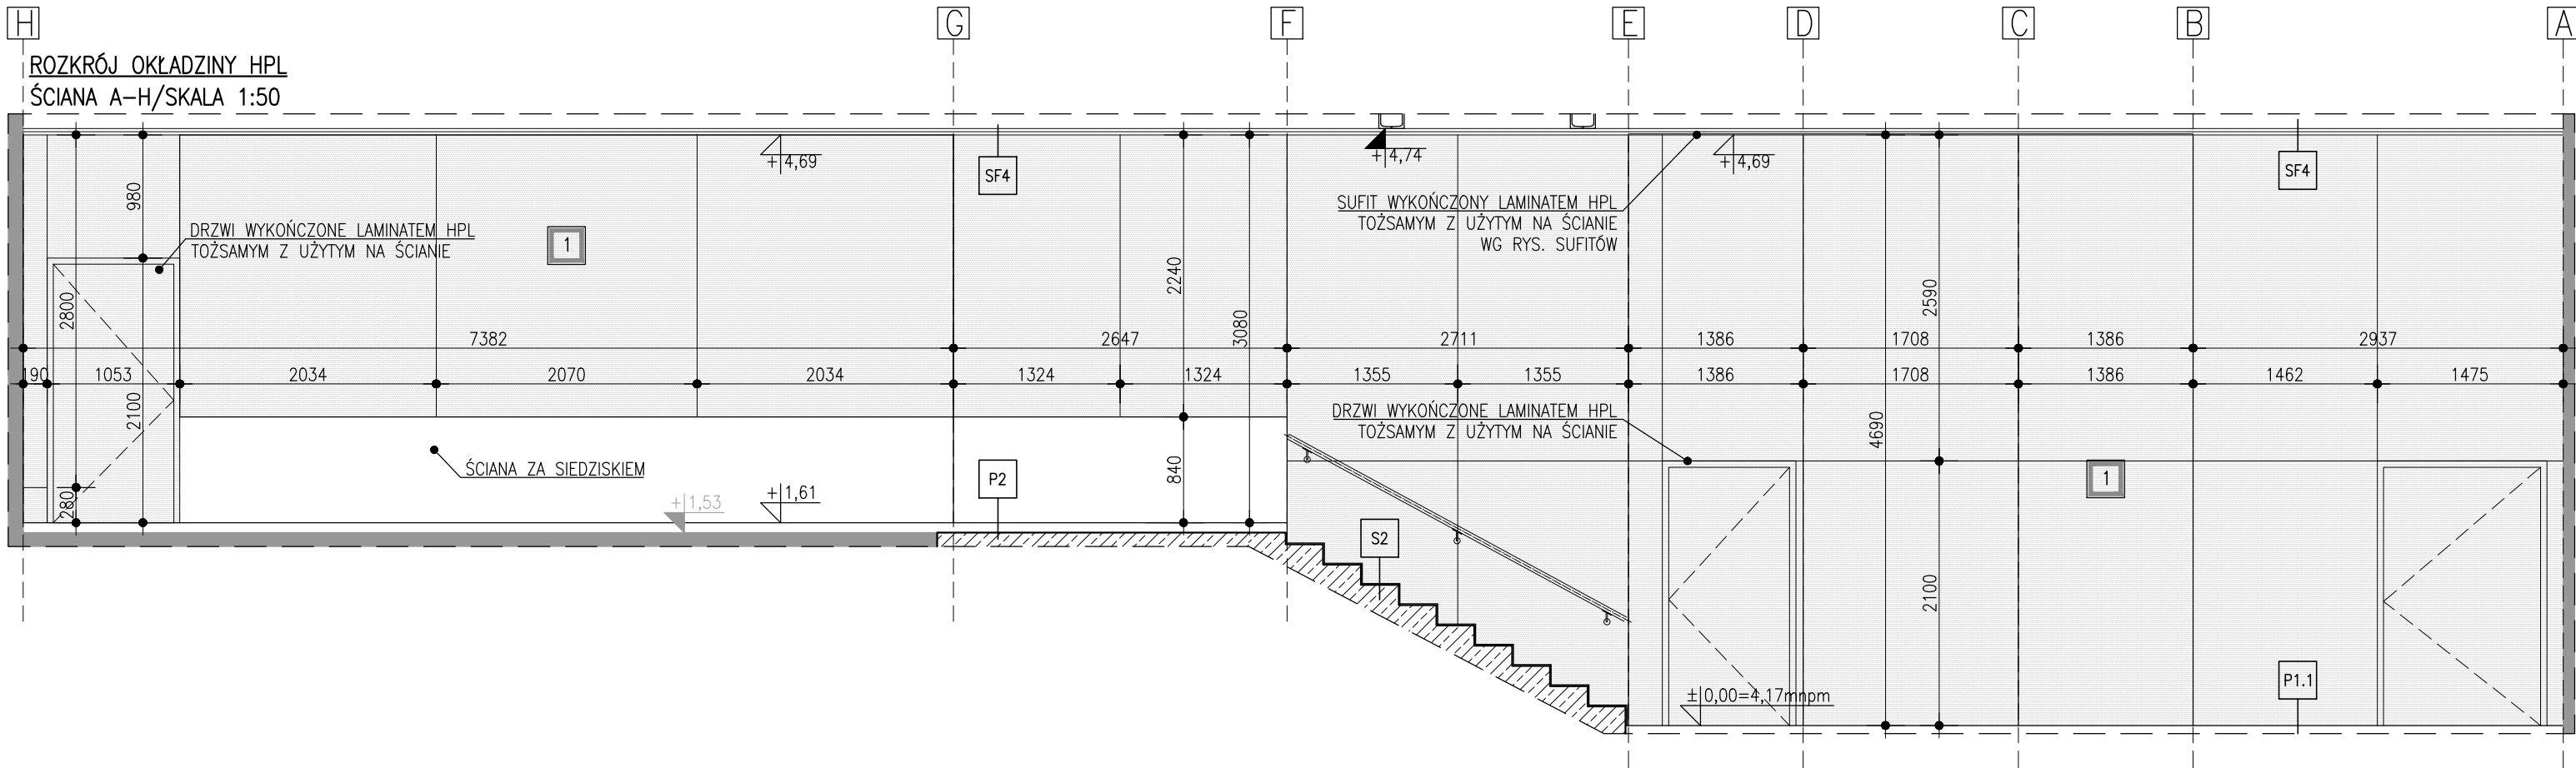 H G F E D C B A
ROZKRÓJ OKŁADZINY HPL
ŚCIANA A-H/SKALA 1:50
+4,69
+4,74
+4,69
SF4
SF4
980
DRZWI WYKOŃCZONE LAMINATEM HPL
TOŻSAMYM Z UŻYTYM NA ŚCIANIE
1
SUFIT WYKOŃCZONY LAMINATEM HPL
TOŻSAMYM Z UŻYTYM NA ŚCIANIE
WG RYS. SUFITÓW
2800
2240
3080
2590
7382 2647 2711 1386 1708 1386 2937
190 1053 2034 2070 2034 1324 1324 1355 1355 1386 1708 1386 1462 1475
2100
DRZWI WYKOŃCZONE LAMINATEM HPL
TOŻSAMYM Z UŻYTYM NA ŚCIANIE
4690
ŚCIANA ZA SIEDZISKIEM
840
P2
1
280
+1,53
+1,61
S2
2100
±0,00=4,17mnpm
P1.1